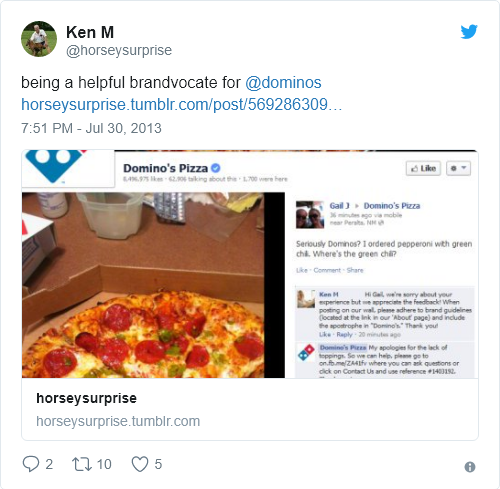 Ken M
@horseysurprise
being a helpful brandvocate for @dominos
horseysurprise.tumblr.com/post/569286309…
7:51 PM - Jul 30, 2013
Domino's Pizza
8,496,975 likes · 62,806 talking about this · 1,700 were here
Like
Gail J ▸ Domino's Pizza
36 minutes ago via mobile
near Peralta, NM
Seriously Dominos? I ordered pepperoni with green
chili. Where's the green chili?
Like · Comment · Share
Ken M Hi Gail, we're sorry about your
experience but we appreciate the feedback! When
posting on our wall, please adhere to brand guidelines
(located at the link in our 'About' page) and include
the apostrophe in "Domino's." Thank you!
Like · Reply · 20 minutes ago
Domino's Pizza My apologies for the lack of
toppings. So we can help, please go to
on.fb.me/ZA41fv where you can ask questions or
click on Contact Us and use reference #1403192.
horseysurprise
horseysurprise.tumblr.com
2
10
5